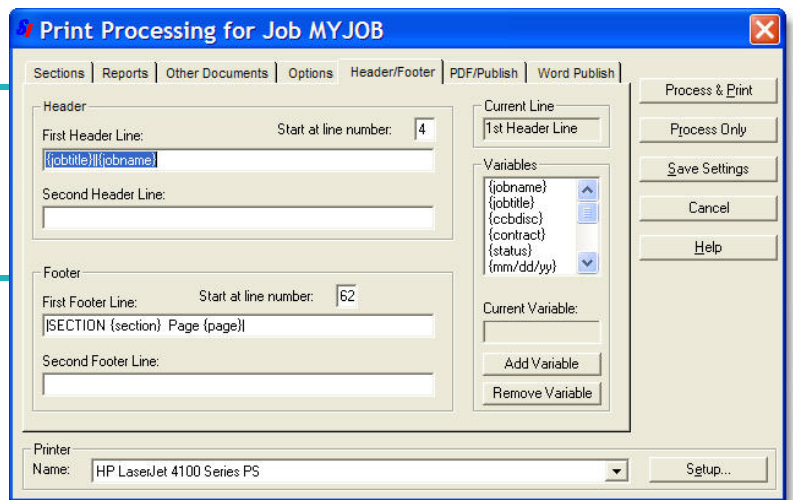 Print Processing for Job MYJOB
Sections Reports Other Documents Options Header/Footer PDF/Publish Word Publish
Header
First Header Line: Start at line number: 4
{jobtitle}||{jobname}
Second Header Line:
Footer
First Footer Line: Start at line number: 62
|SECTION {section} Page {page}|
Second Footer Line:
Current Line
1st Header Line
Variables
{jobname}
{jobtitle}
{ccbdisc}
{contract}
{status}
{mm/dd/yy}
Current Variable:
Add Variable
Remove Variable
Process & Print
Process Only
Save Settings
Cancel
Help
Printer
Name: HP LaserJet 4100 Series PS
Setup...